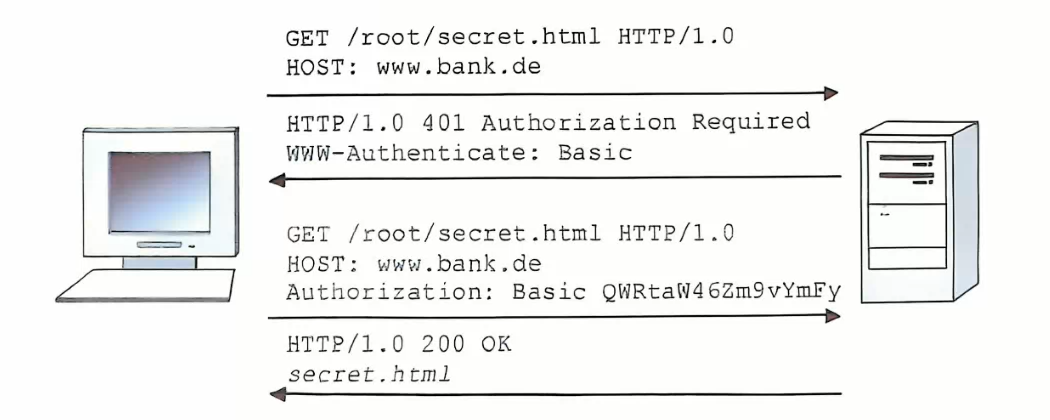 GET /root/secret.html HTTP/1.0
HOST: www.bank.de
HTTP/1.0 401 Authorization Required
WWW-Authenticate: Basic
GET /root/secret.html HTTP/1.0
HOST: www.bank.de
Authorization: Basic QWRtaW46Zm9vYmFy
HTTP/1.0 200 OK
secret.html